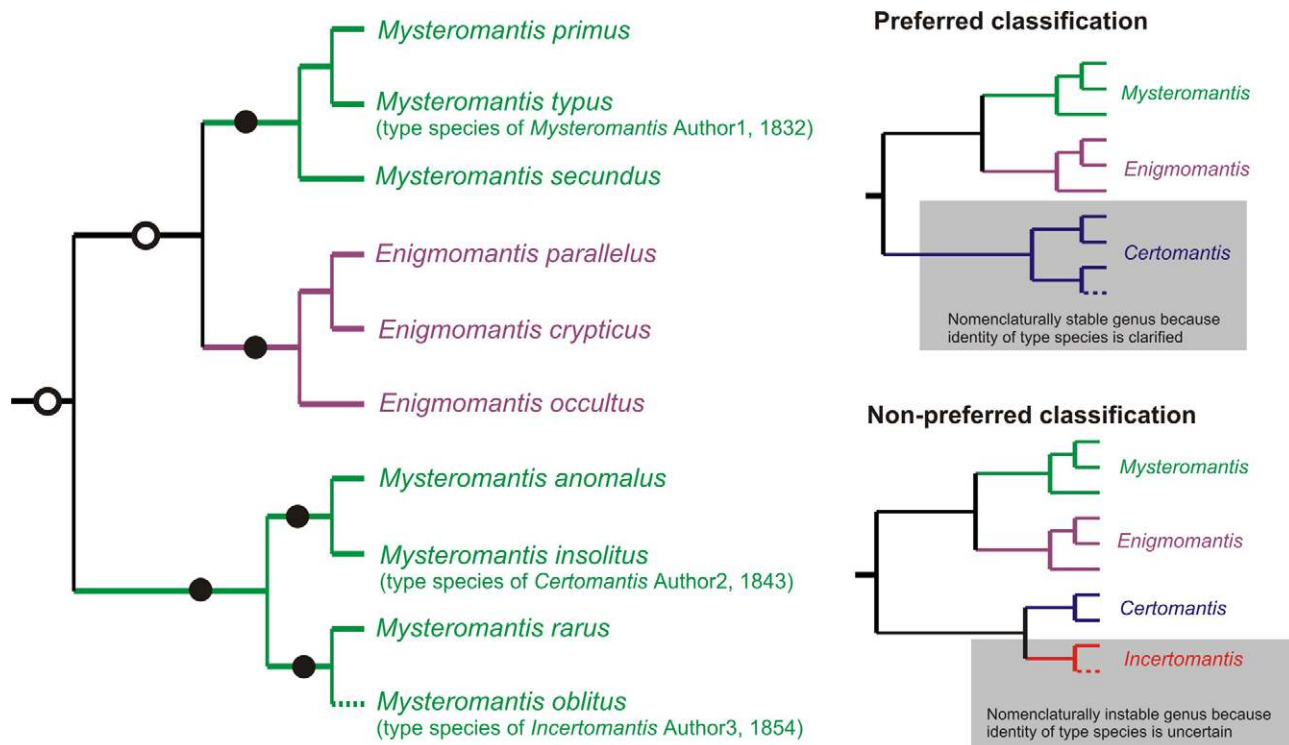 Mysteromantis primus
Mysteromantis typus
(type species of Mysteromantis Author1, 1832)
Mysteromantis secundus
Enigmomantis parallelus
Enigmomantis crypticus
Enigmomantis occultus
Mysteromantis anomalus
Mysteromantis insolitus
(type species of Certomantis Author2, 1843)
Mysteromantis rarus
Mysteromantis oblitus
(type species of Incertomantis Author3, 1854)
Preferred classification
Mysteromantis
Enigmomantis
Certomantis
Nomenclaturally stable genus because
identity of type species is clarified
Non-preferred classification
Mysteromantis
Enigmomantis
Certomantis
Incertomantis
Nomenclaturally instable genus because
identity of type species is uncertain